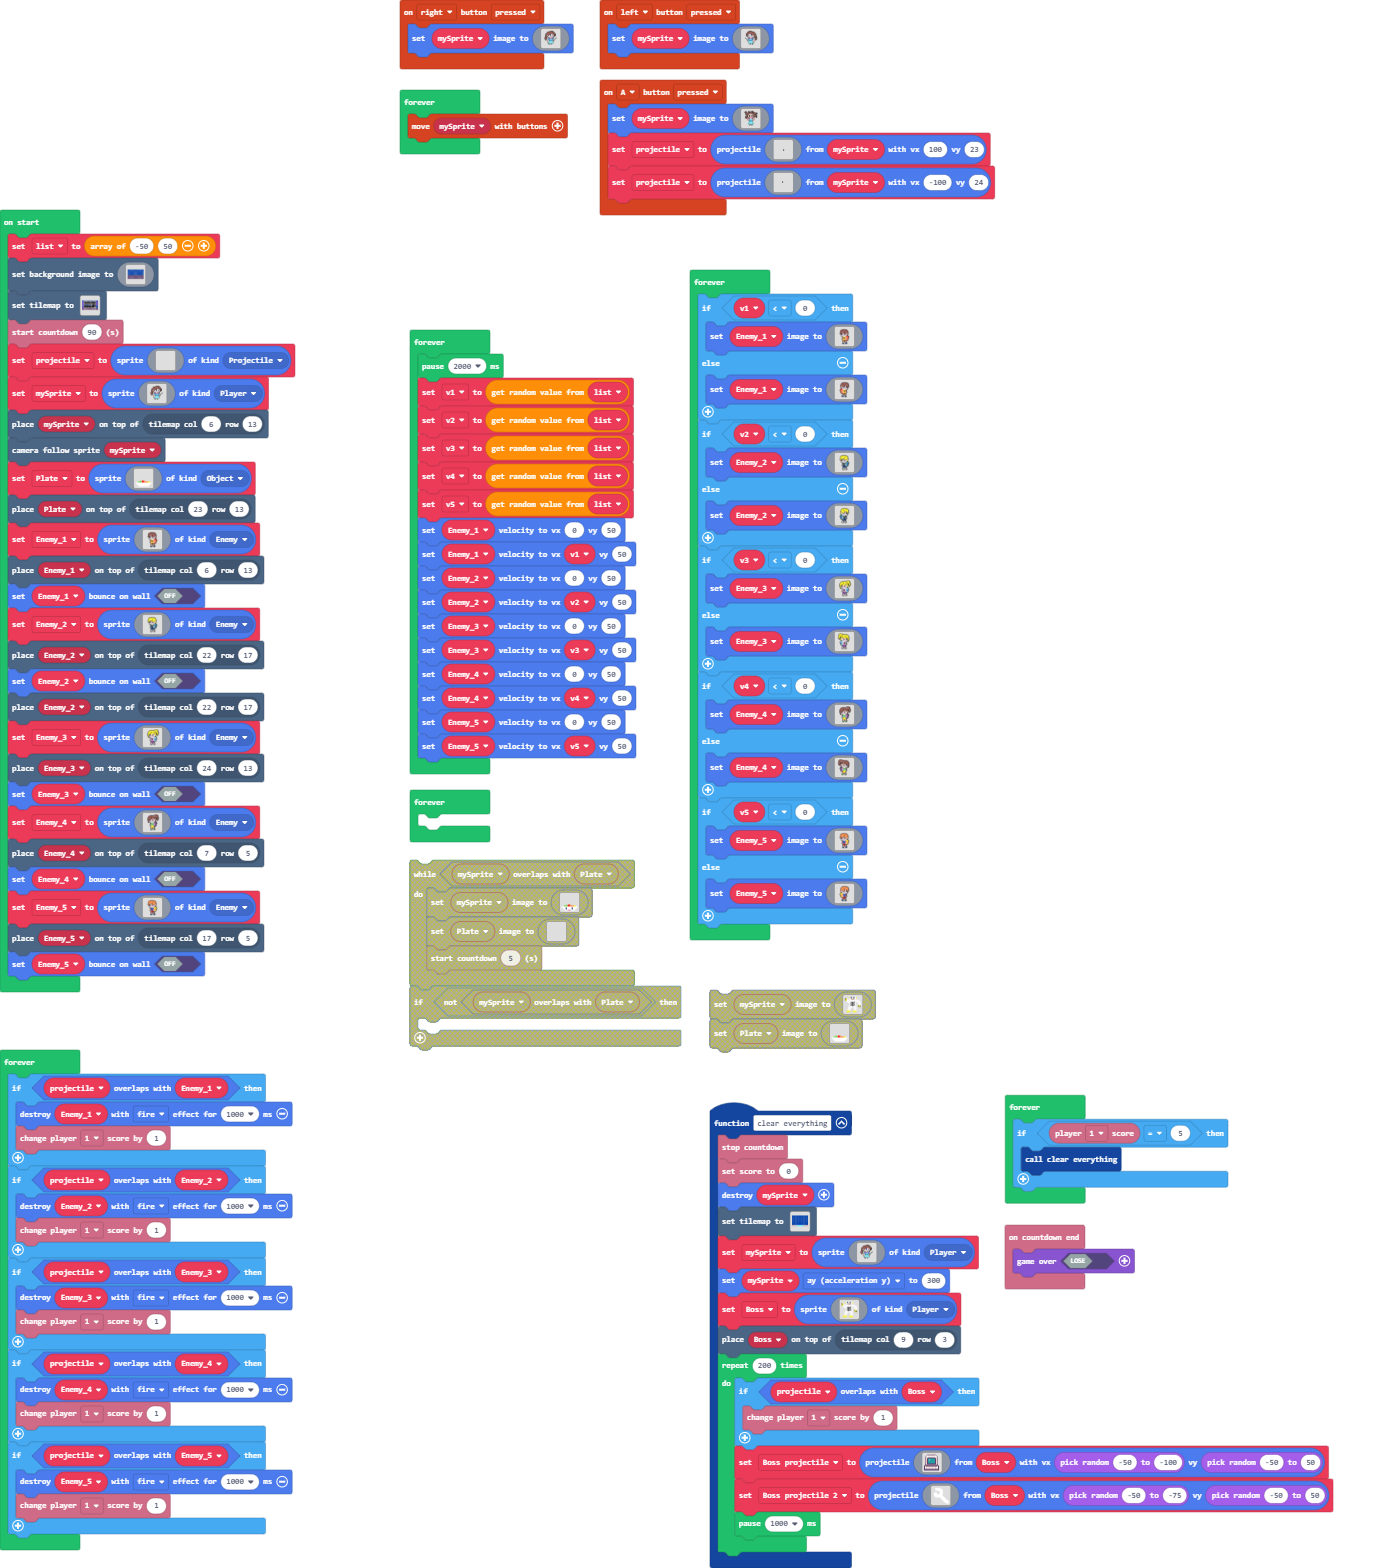 on right button pressed
set mySprite image to
on left button pressed
set mySprite image to
forever
move mySprite with buttons
on A button pressed
set mySprite image to
set projectile to projectile from mySprite with vx 100 vy 23
set projectile to projectile from mySprite with vx -100 vy 24
on start
set list to array of -50 50
set background image to
set tilemap to
start countdown 90 (s)
set projectile to sprite of kind Projectile
set mySprite to sprite of kind Player
place mySprite on top of tilemap col 6 row 13
camera follow sprite mySprite
set Plate to sprite of kind Object
place Plate on top of tilemap col 23 row 13
set Enemy_1 to sprite of kind Enemy
place Enemy_1 on top of tilemap col 6 row 13
set Enemy_1 bounce on wall OFF
set Enemy_2 to sprite of kind Enemy
place Enemy_2 on top of tilemap col 22 row 17
set Enemy_2 bounce on wall OFF
place Enemy_2 on top of tilemap col 22 row 17
set Enemy_3 to sprite of kind Enemy
place Enemy_3 on top of tilemap col 24 row 13
set Enemy_3 bounce on wall OFF
set Enemy_4 to sprite of kind Enemy
place Enemy_4 on top of tilemap col 7 row 5
set Enemy_4 bounce on wall OFF
set Enemy_5 to sprite of kind Enemy
place Enemy_5 on top of tilemap col 17 row 5
set Enemy_5 bounce on wall OFF
forever
pause 2000 ms
set v1 to get random value from list
set v2 to get random value from list
set v3 to get random value from list
set v4 to get random value from list
set v5 to get random value from list
set Enemy_1 velocity to vx 0 vy 50
set Enemy_1 velocity to vx v1 vy 50
set Enemy_2 velocity to vx 0 vy 50
set Enemy_2 velocity to vx v2 vy 50
set Enemy_3 velocity to vx 0 vy 50
set Enemy_3 velocity to vx v3 vy 50
set Enemy_4 velocity to vx 0 vy 50
set Enemy_4 velocity to vx v4 vy 50
set Enemy_5 velocity to vx 0 vy 50
set Enemy_5 velocity to vx v5 vy 50
forever
while mySprite overlaps with Plate
do
set mySprite image to
set Plate image to
start countdown 5 (s)
if not mySprite overlaps with Plate then
forever
if v1 < 0 then
set Enemy_1 image to
else
set Enemy_1 image to
if v2 < 0 then
set Enemy_2 image to
else
set Enemy_2 image to
if v3 < 0 then
set Enemy_3 image to
else
set Enemy_3 image to
if v4 < 0 then
set Enemy_4 image to
else
set Enemy_4 image to
if v5 < 0 then
set Enemy_5 image to
else
set Enemy_5 image to
set mySprite image to
set Plate image to
forever
if projectile overlaps with Enemy_1 then
destroy Enemy_1 with fire effect for 1000 ms
change player 1 score by 1
if projectile overlaps with Enemy_2 then
destroy Enemy_2 with fire effect for 1000 ms
change player 1 score by 1
if projectile overlaps with Enemy_3 then
destroy Enemy_3 with fire effect for 1000 ms
change player 1 score by 1
if projectile overlaps with Enemy_4 then
destroy Enemy_4 with fire effect for 1000 ms
change player 1 score by 1
if projectile overlaps with Enemy_5 then
destroy Enemy_5 with fire effect for 1000 ms
change player 1 score by 1
function clear everything
stop countdown
set score to 0
destroy mySprite
set tilemap to
set mySprite to sprite of kind Player
set mySprite ay (acceleration y) to 300
set Boss to sprite of kind Player
place Boss on top of tilemap col 9 row 3
repeat 200 times
do
if projectile overlaps with Boss then
change player 1 score by 1
set Boss projectile to projectile from Boss with vx pick random -50 to -100 vy pick random -50 to 50
set Boss projectile 2 to projectile from Boss with vx pick random -50 to -75 vy pick random -50 to 50
pause 1000 ms
forever
if player 1 score = 5 then
call clear everything
on countdown end
game over LOSE